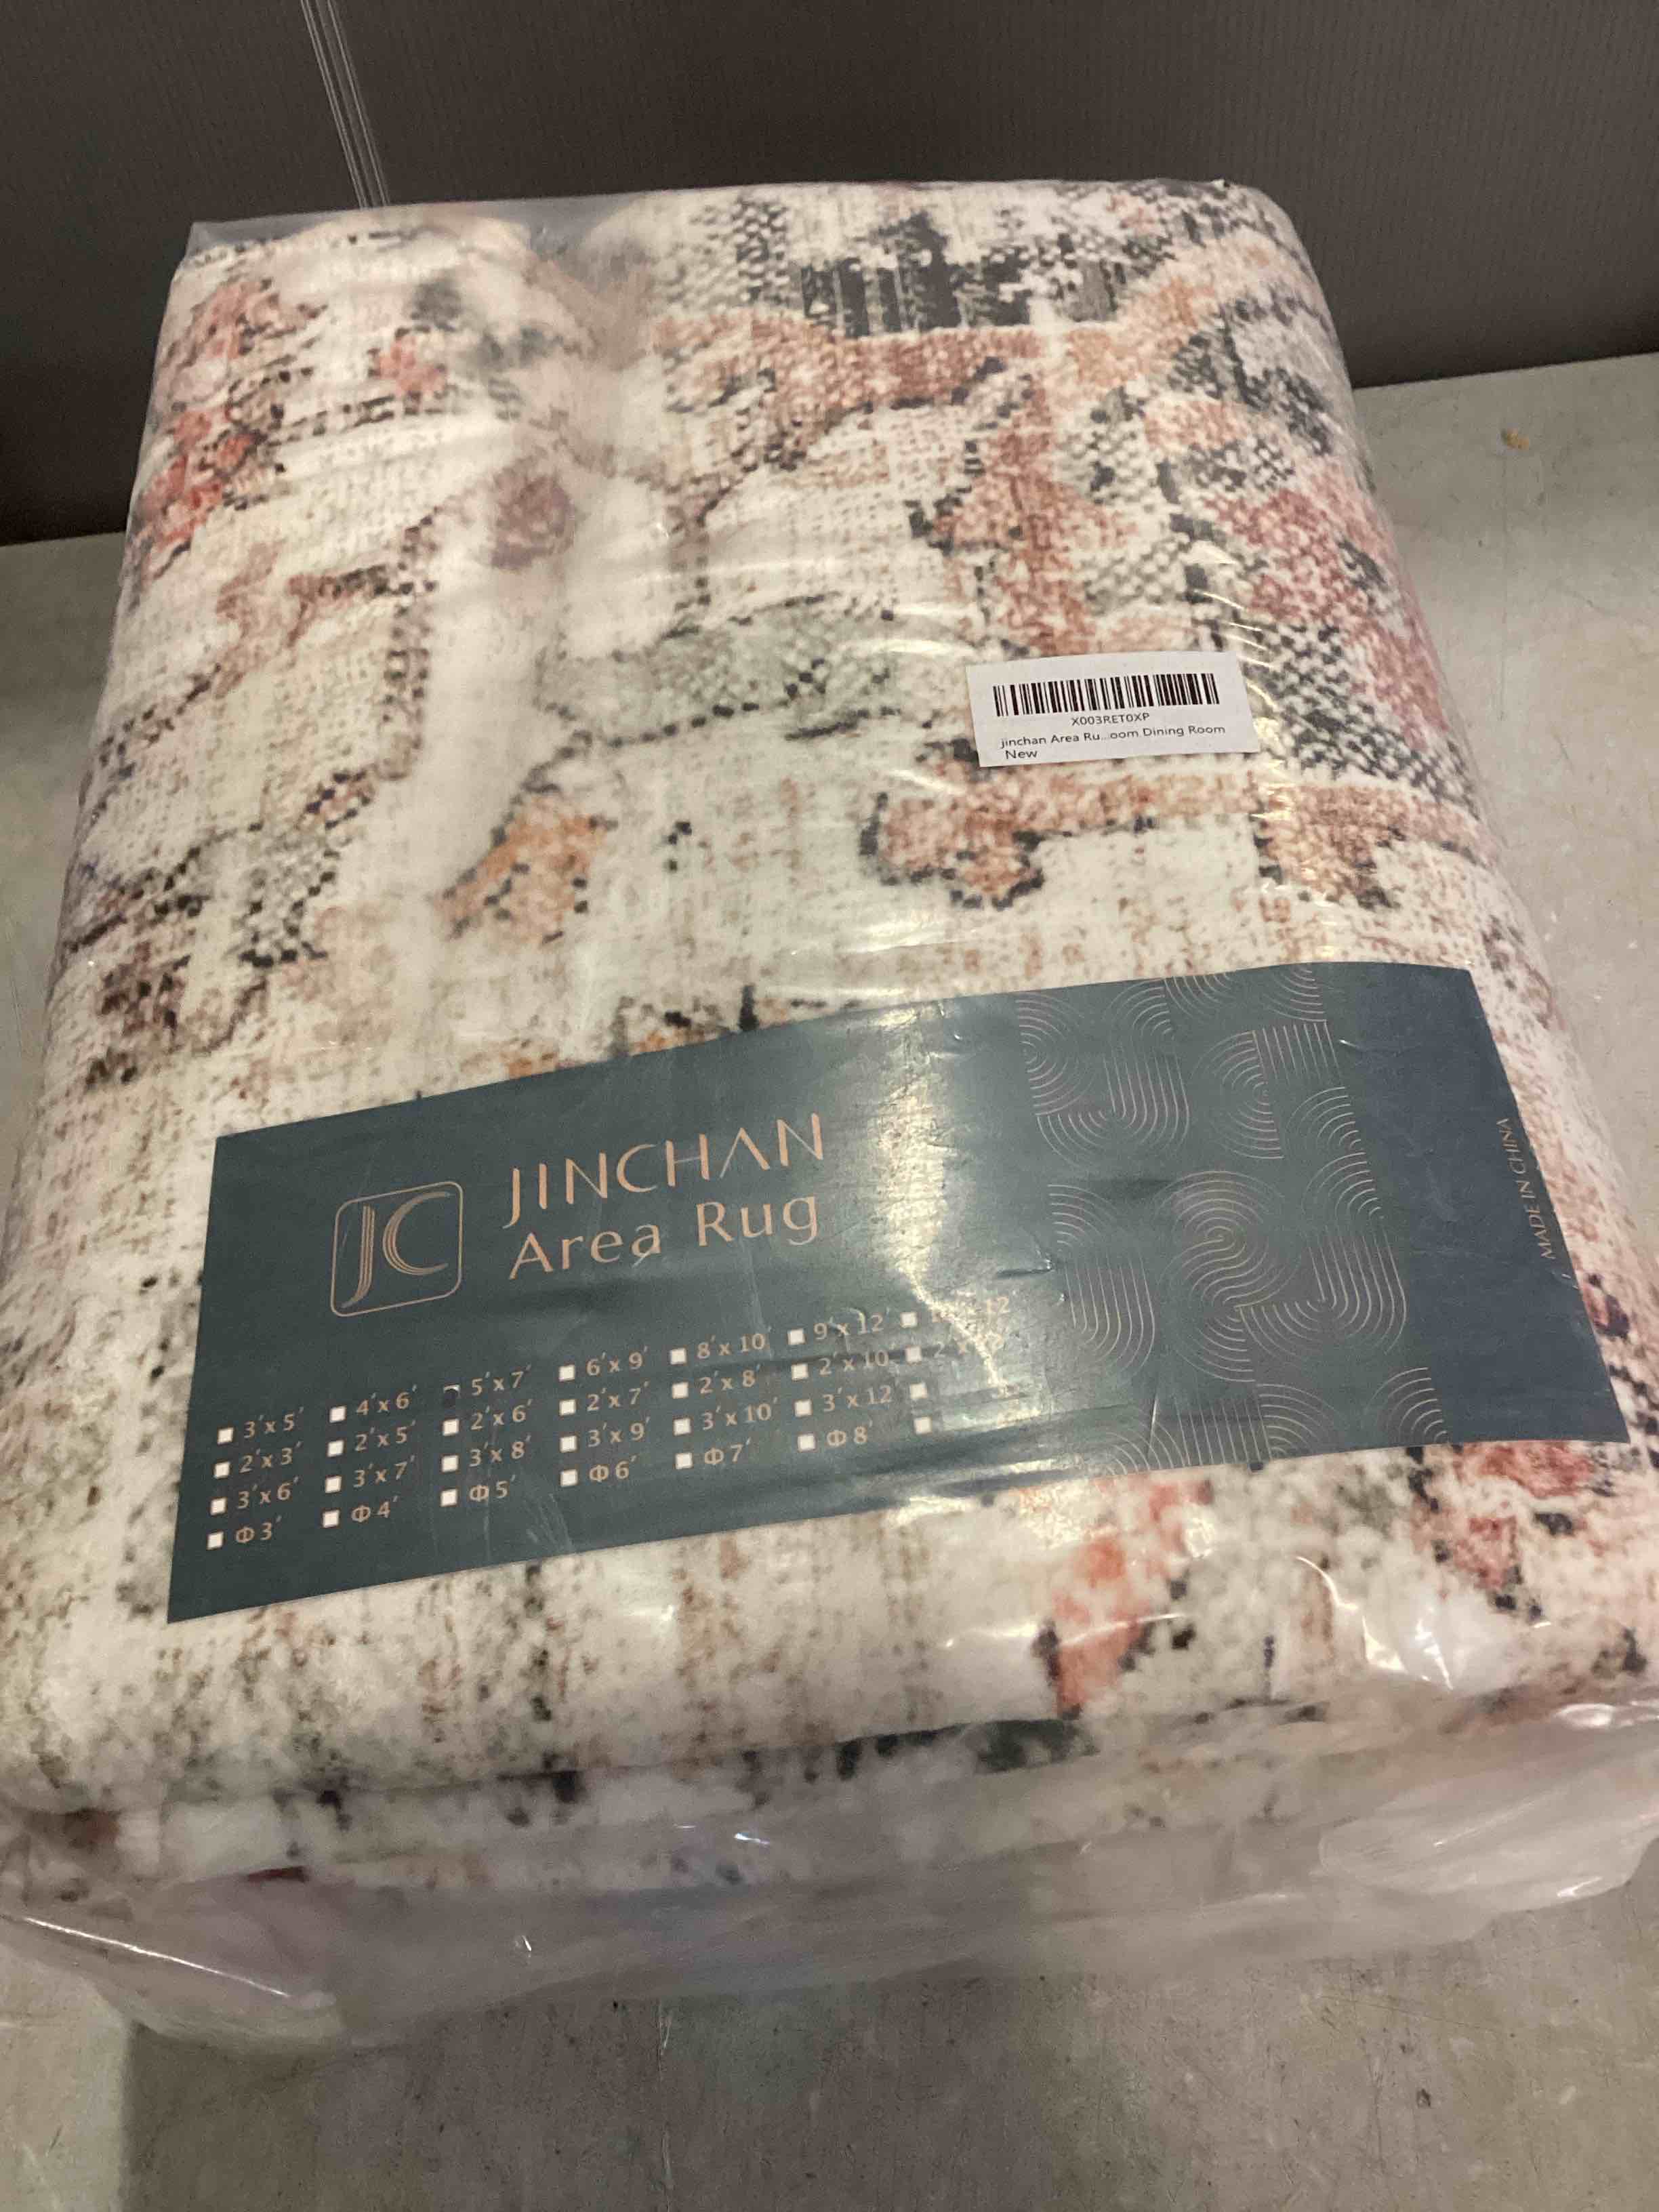 X003RET0XP
jinchan Area Ru...oom Dining Room
New
JC
JINCHAN
Area Rug
MADE IN CHINA
3'x5' 4'x6' 5'x7' 6'x9' 8'x10' 9'x12'
2'x3' 2'x5' 2'x6' 2'x7' 2'x8' 2'x10'
3'x6' 3'x7' 3'x8' 3'x9' 3'x10' 3'x12'
Φ3' Φ4' Φ5' Φ6' Φ7' Φ8'